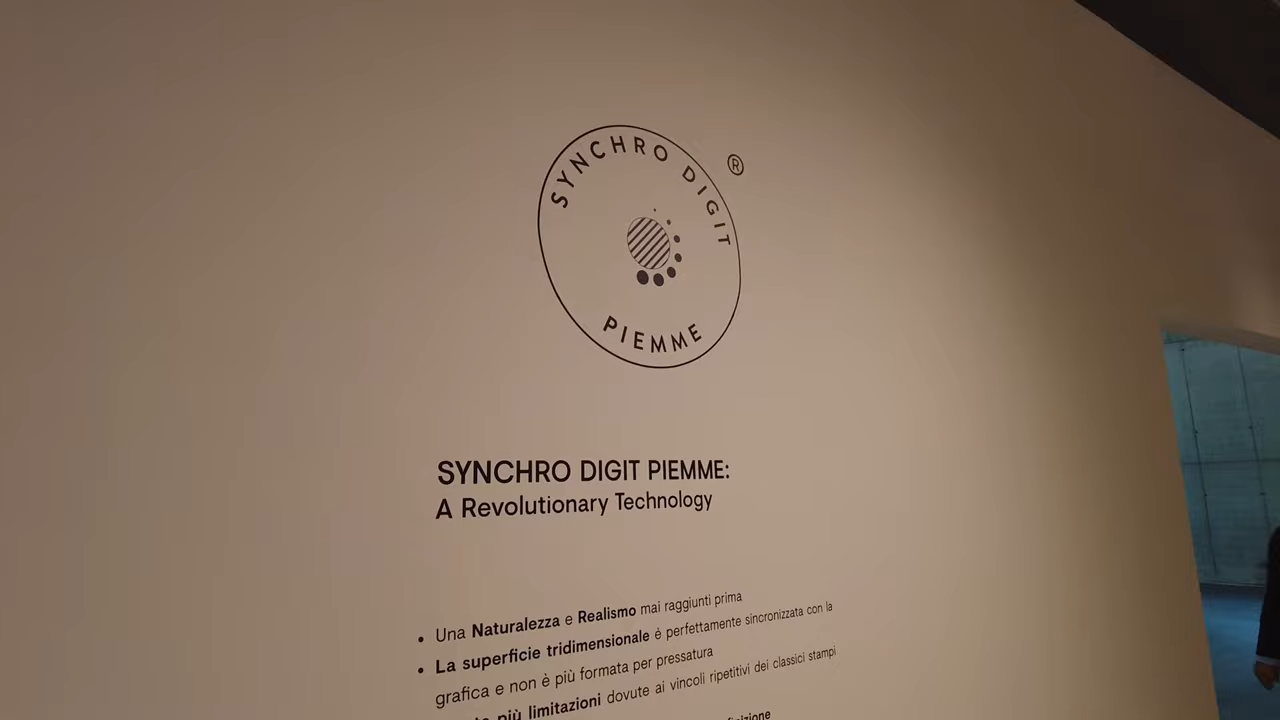 SYNCHRO DIGIT
®
PIEMME
SYNCHRO DIGIT PIEMME:
A Revolutionary Technology
• Una Naturalezza e Realismo mai raggiunti prima
• La superficie tridimensionale è perfettamente sincronizzata con la
grafica e non è più formata per pressatura
più limitazioni dovute ai vincoli ripetitivi dei classici stampi